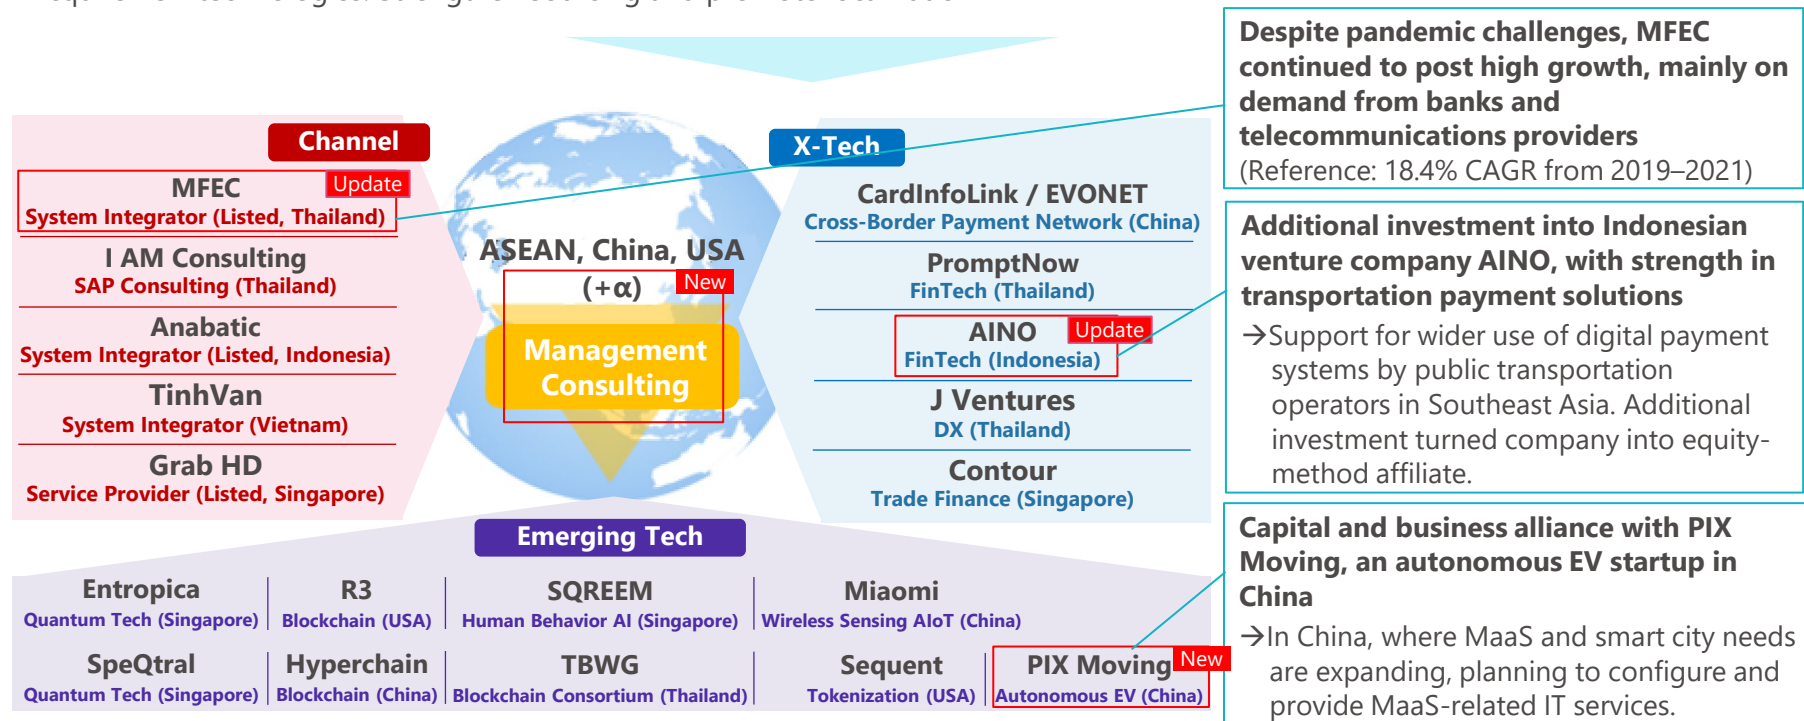 Channel
MFEC
Update
System Integrator (Listed, Thailand)
I AM Consulting
SAP Consulting (Thailand)
Anabatic
System Integrator (Listed, Indonesia)
TinhVan
System Integrator (Vietnam)
Grab HD
Service Provider (Listed, Singapore)
ASEAN, China, USA
(+α)
New
Management
Consulting
X-Tech
CardInfoLink / EVONET
Cross-Border Payment Network (China)
PromptNow
FinTech (Thailand)
AINO
Update
FinTech (Indonesia)
J Ventures
DX (Thailand)
Contour
Trade Finance (Singapore)
Emerging Tech
Entropica
Quantum Tech (Singapore)
R3
Blockchain (USA)
SQREEM
Human Behavior AI (Singapore)
Miaomi
Wireless Sensing AIoT (China)
SpeQtral
Quantum Tech (Singapore)
Hyperchain
Blockchain (China)
TBWG
Blockchain Consortium (Thailand)
Sequent
Tokenization (USA)
PIX Moving
New
Autonomous EV (China)
Despite pandemic challenges, MFEC
continued to post high growth, mainly on
demand from banks and
telecommunications providers
(Reference: 18.4% CAGR from 2019–2021)
Additional investment into Indonesian
venture company AINO, with strength in
transportation payment solutions
→Support for wider use of digital payment
systems by public transportation
operators in Southeast Asia. Additional
investment turned company into equity-
method affiliate.
Capital and business alliance with PIX
Moving, an autonomous EV startup in
China
→In China, where MaaS and smart city needs
are expanding, planning to configure and
provide MaaS-related IT services.